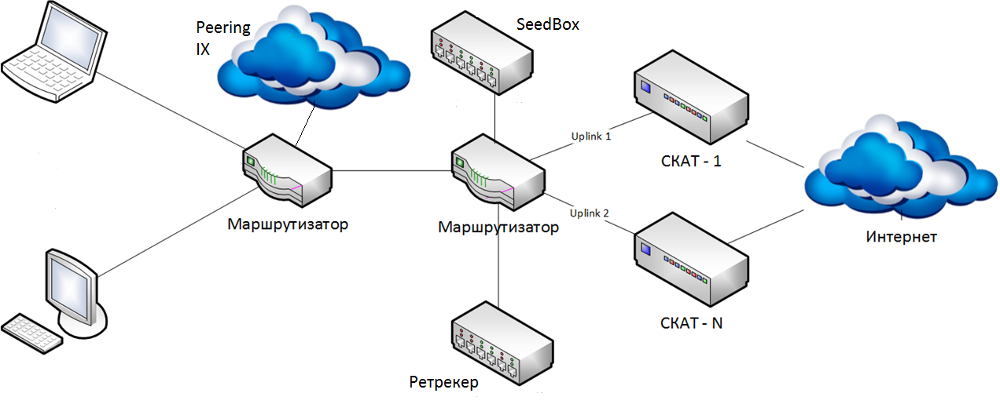 Peering
IX
SeedBox
Uplink 1
СКАТ - 1
Маршрутизатор
Маршрутизатор
Uplink 2
Интернет
СКАТ - N
Ретрекер